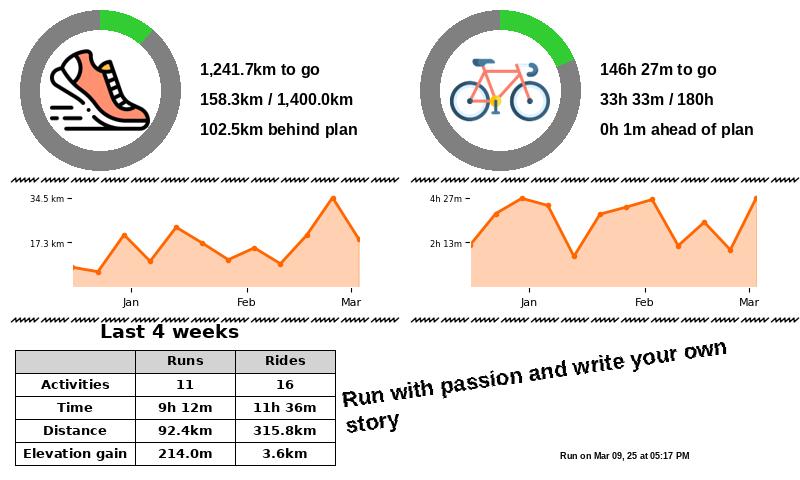 1,241.7km to go
158.3km / 1,400.0km
102.5km behind plan
146h 27m to go
33h 33m / 180h
0h 1m ahead of plan
34.5 km
17.3 km
Jan Feb Mar
4h 27m
2h 13m
Jan Feb Mar
Last 4 weeks
Runs Rides
Activities 11 16
Time 9h 12m 11h 36m
Distance 92.4km 315.8km
Elevation gain 214.0m 3.6km
Run with passion and write your own
story
Run on Mar 09, 25 at 05:17 PM